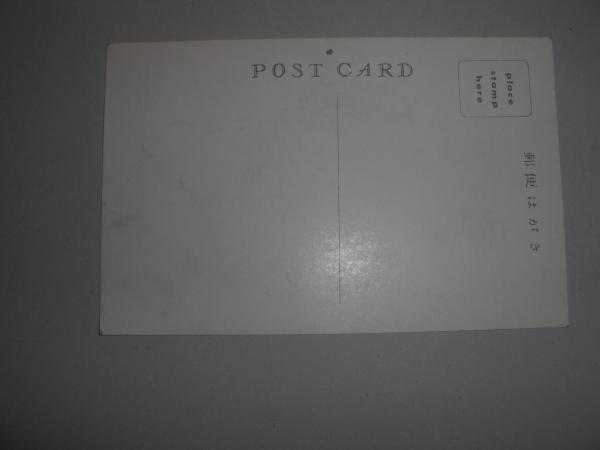 POST CARD
place
stamp
here
郵便はがき